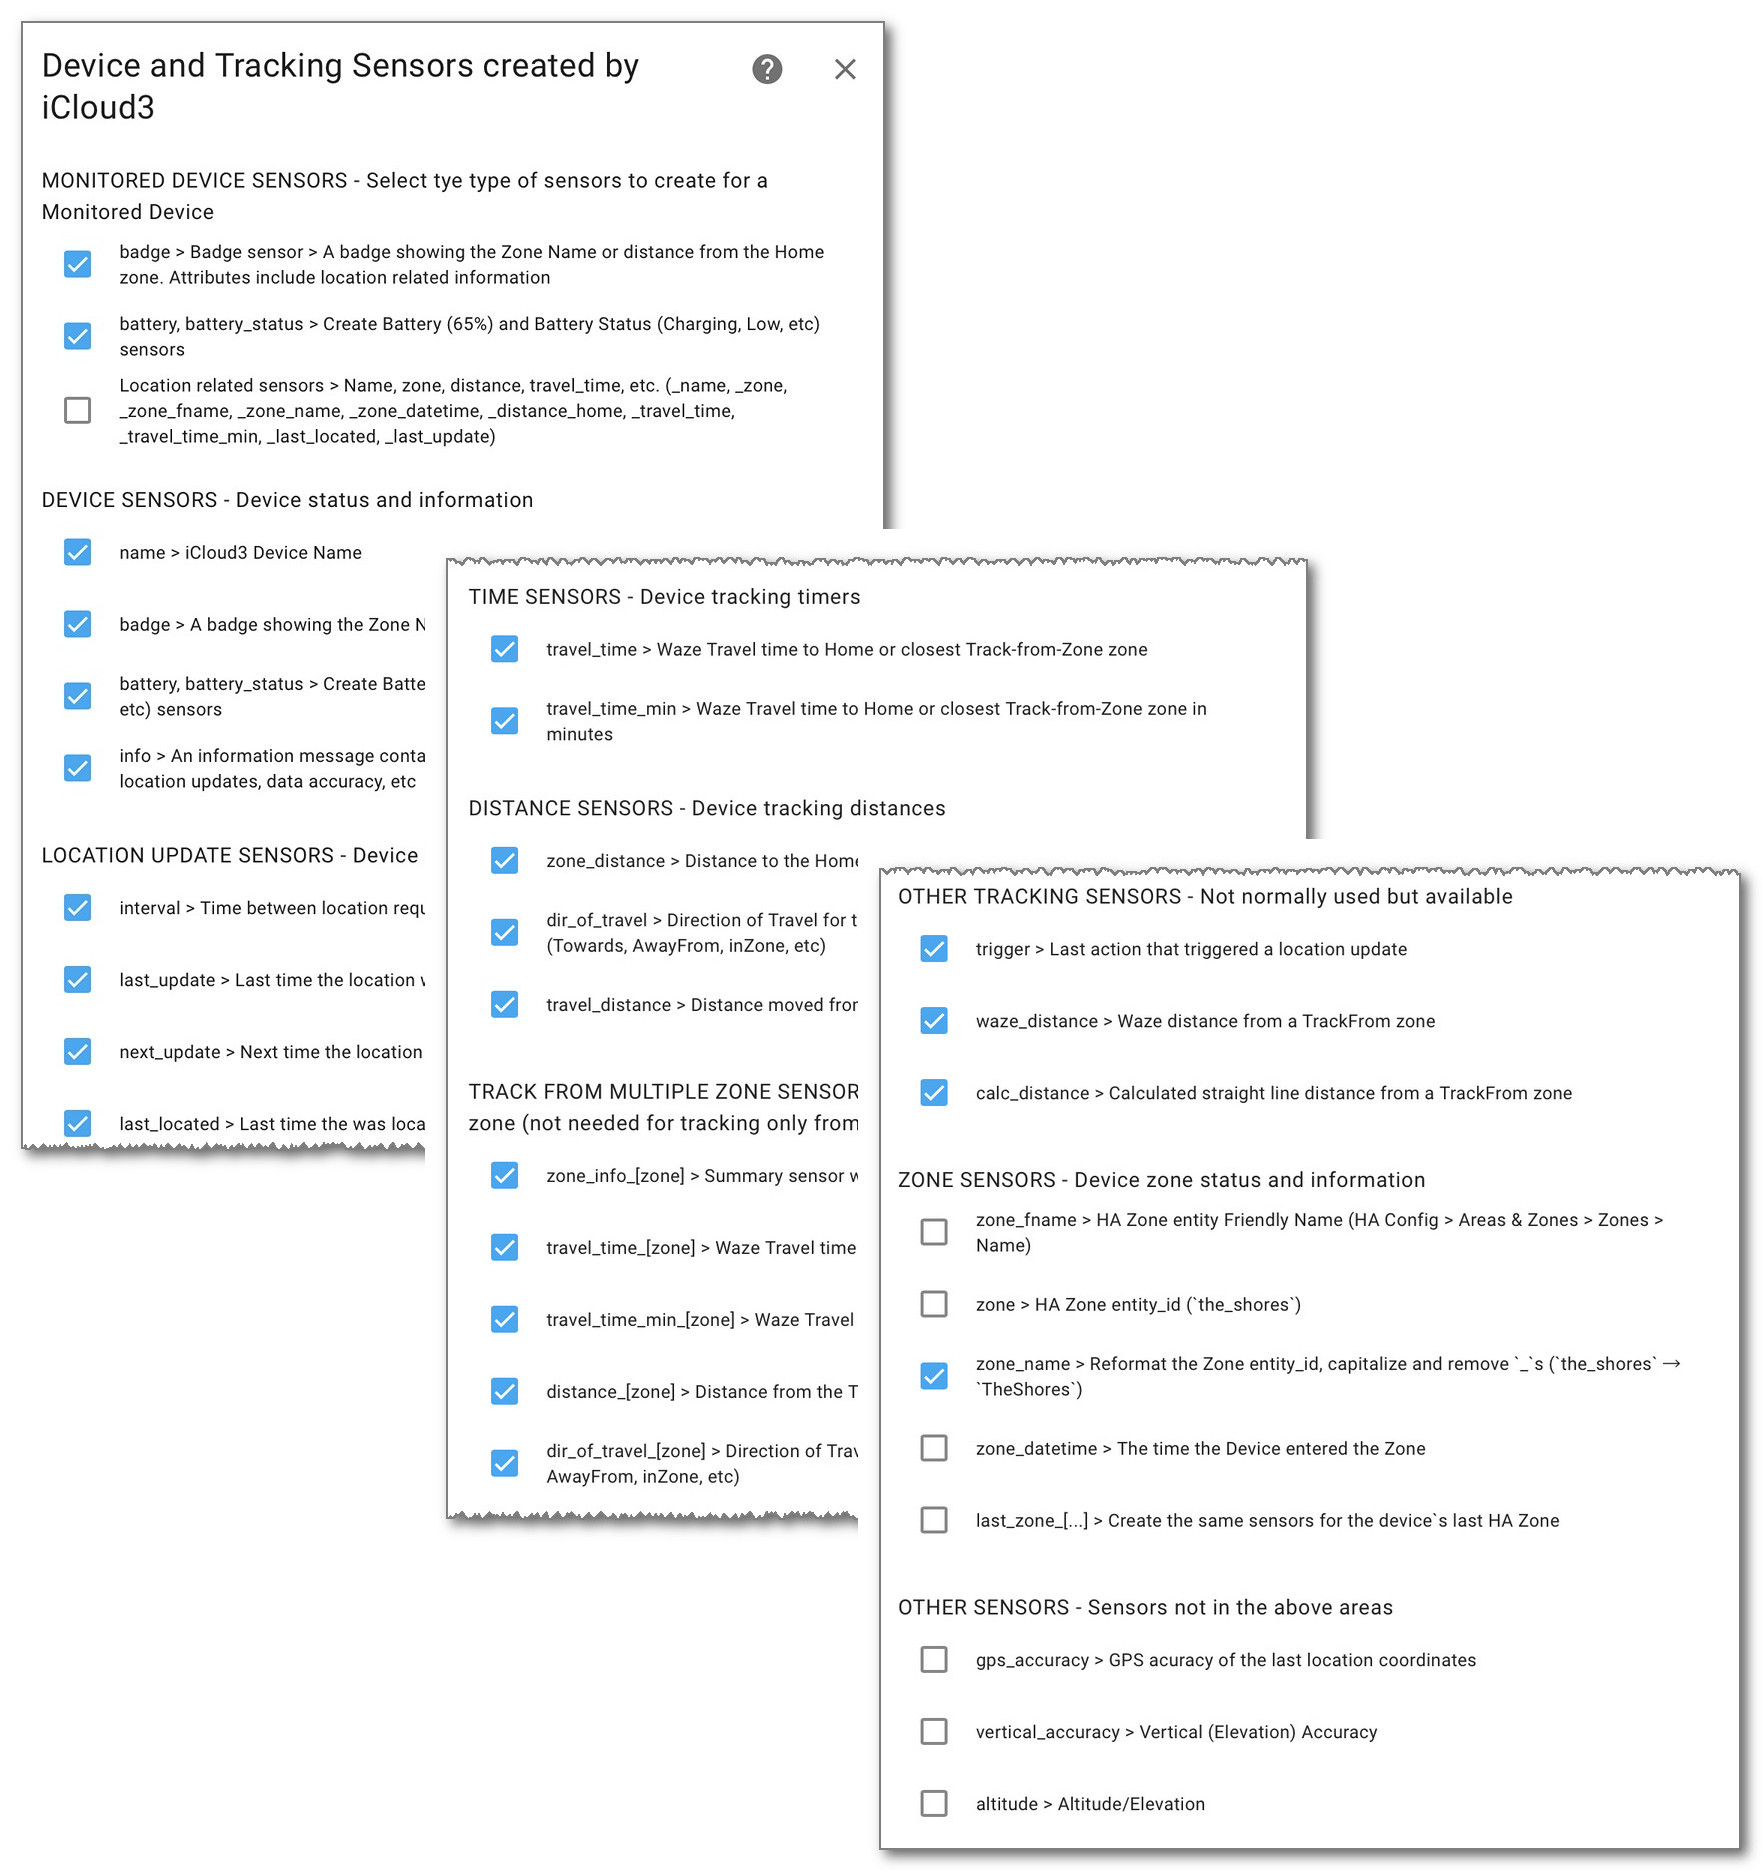 Device and Tracking Sensors created by
iCloud3
MONITORED DEVICE SENSORS - Select tye type of sensors to create for a
Monitored Device
badge > Badge sensor > A badge showing the Zone Name or distance from the Home
zone. Attributes include location related information
battery, battery_status > Create Battery (65%) and Battery Status (Charging, Low, etc)
sensors
Location related sensors > Name, zone, distance, travel_time, etc. (_name, _zone,
_zone_fname, _zone_name, _zone_datetime, _distance_home, _travel_time,
_travel_time_min, _last_located, _last_update)
DEVICE SENSORS - Device status and information
name > iCloud3 Device Name
badge > A badge showing the Zone N
battery, battery_status > Create Batte
etc) sensors
info > An information message conta
location updates, data accuracy, etc
LOCATION UPDATE SENSORS - Device
interval > Time between location requ
last_update > Last time the location
next_update > Next time the location
last_located > Last time the was loca
TIME SENSORS - Device tracking timers
travel_time > Waze Travel time to Home or closest Track-from-Zone zone
travel_time_min > Waze Travel time to Home or closest Track-from-Zone zone in
minutes
DISTANCE SENSORS - Device tracking distances
zone_distance > Distance to the Home
dir_of_travel > Direction of Travel for t
(Towards, AwayFrom, inZone, etc)
travel_distance > Distance moved fror
TRACK FROM MULTIPLE ZONE SENSOR
zone (not needed for tracking only from
zone_info_[zone] > Summary sensor w
travel_time_[zone] > Waze Travel time
travel_time_min_[zone] > Waze Travel
distance_[zone] > Distance from the T
dir_of_travel_[zone] > Direction of Trav
AwayFrom, inZone, etc)
OTHER TRACKING SENSORS - Not normally used but available
trigger > Last action that triggered a location update
waze_distance > Waze distance from a TrackFrom zone
calc_distance > Calculated straight line distance from a TrackFrom zone
ZONE SENSORS - Device zone status and information
zone_fname > HA Zone entity Friendly Name (HA Config > Areas & Zones > Zones >
Name)
zone > HA Zone entity_id (`the_shores`)
zone_name > Reformat the Zone entity_id, capitalize and remove `_`s (`the_shores` →
`TheShores`)
zone_datetime > The time the Device entered the Zone
last_zone_[...] > Create the same sensors for the device`s last HA Zone
OTHER SENSORS - Sensors not in the above areas
gps_accuracy > GPS acuracy of the last location coordinates
vertical_accuracy > Vertical (Elevation) Accuracy
altitude > Altitude/Elevation